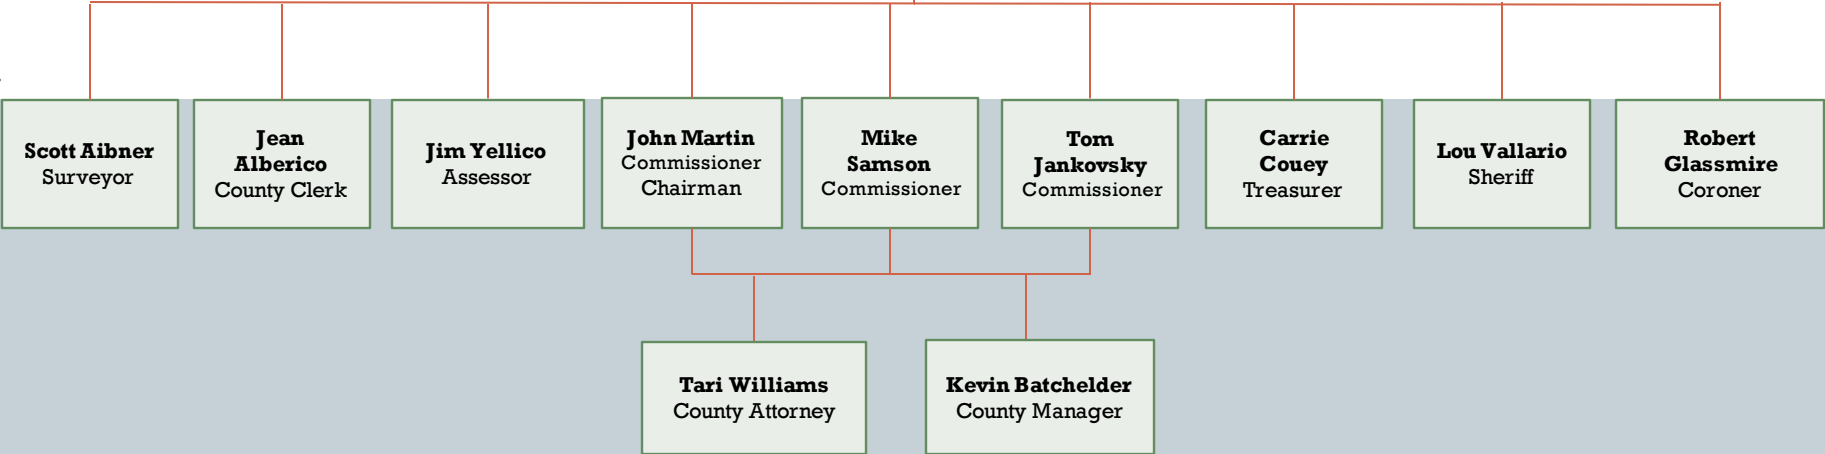 Scott Aibner
Surveyor
Jean
Alberico
County Clerk
Jim Yellico
Assessor
John Martin
Commissioner
Chairman
Mike
Samson
Commissioner
Tom
Jankovsky
Commissioner
Carrie
Couey
Treasurer
Lou Vallario
Sheriff
Robert
Glassmire
Coroner
Tari Williams
County Attorney
Kevin Batchelder
County Manager